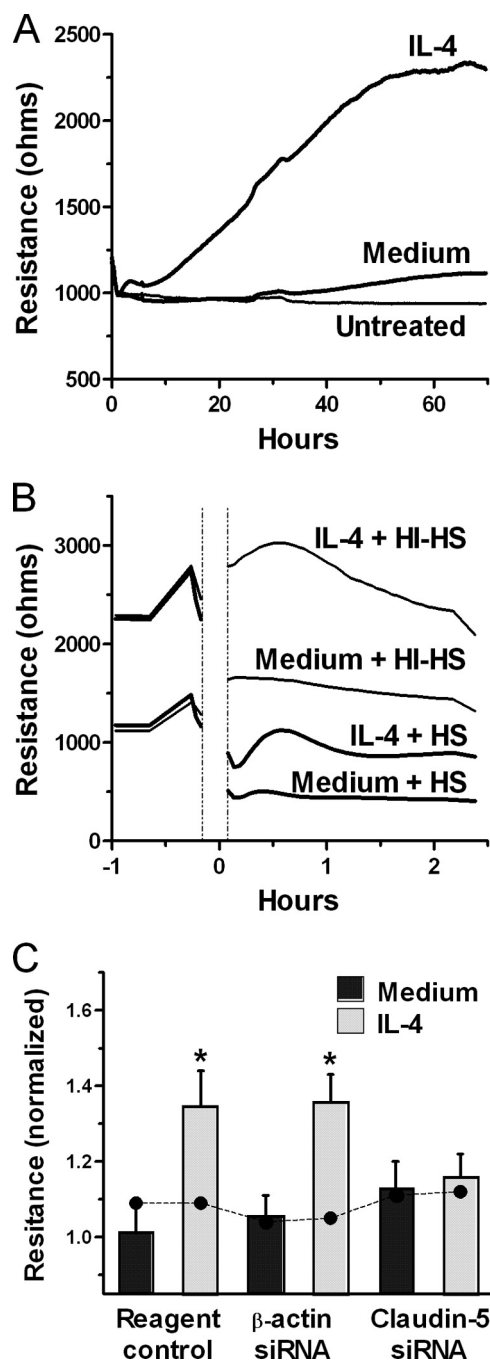 A
Resistance (ohms)
2500
2000
1500
1000
500
IL-4
Medium
Untreated
0
20
40
60
Hours
B
Resistance (ohms)
3000
2000
1000
0
IL-4 + HI-HS
Medium + HI-HS
IL-4 + HS
Medium + HS
-1
0
1
2
Hours
C
Resitance (normalized)
1.6
1.4
1.2
1.0
Medium
IL-4
*
*
Reagent
control
β-actin
siRNA
Claudin-5
siRNA